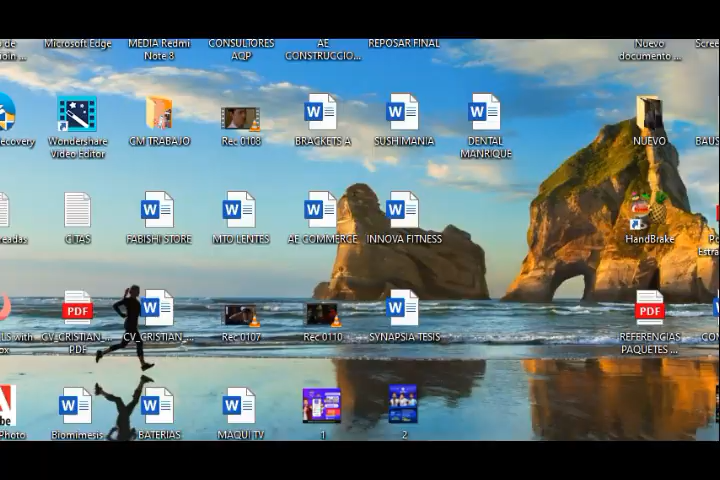 Microsoft Edge
MEDIA Redmi
Note 8
CONSULTORES
AQP
AE
CONSTRUCCIO...
REPOSAR FINAL
Nuevo
documento ...
Wondershare
Video Editor
CM TRABAJO
Rec 0108
BRACKETS A
SUSHIMANIA
DENTAL
MANRIQUE
NUEVO
CITAS
FABISHI STORE
MTO LENTES
AE COMMERCE
INNOVA FITNESS
HandBrake
CV_CRISTIAN_...
PDF
CV_CRISTIAN_...
Rec 0107
Rec 0110
SYNAPSIA TESIS
REFERENCIAS
PAQUETES ...
Biomimesis
BATERIAS
MAQUI TV
1
2